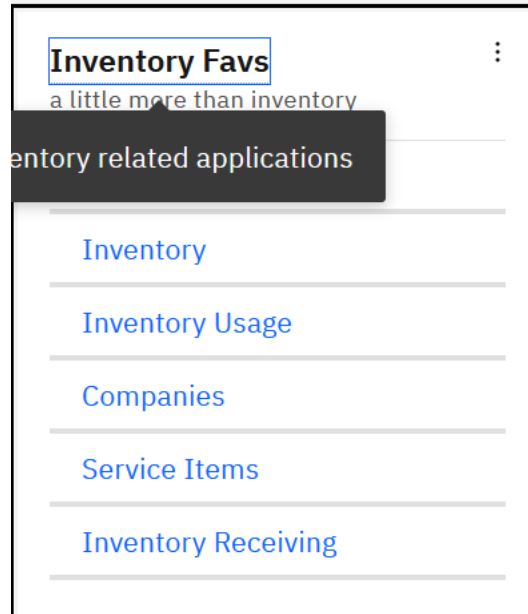 Inventory Favs
a little more than inventory
entory related applications
Inventory
Inventory Usage
Companies
Service Items
Inventory Receiving